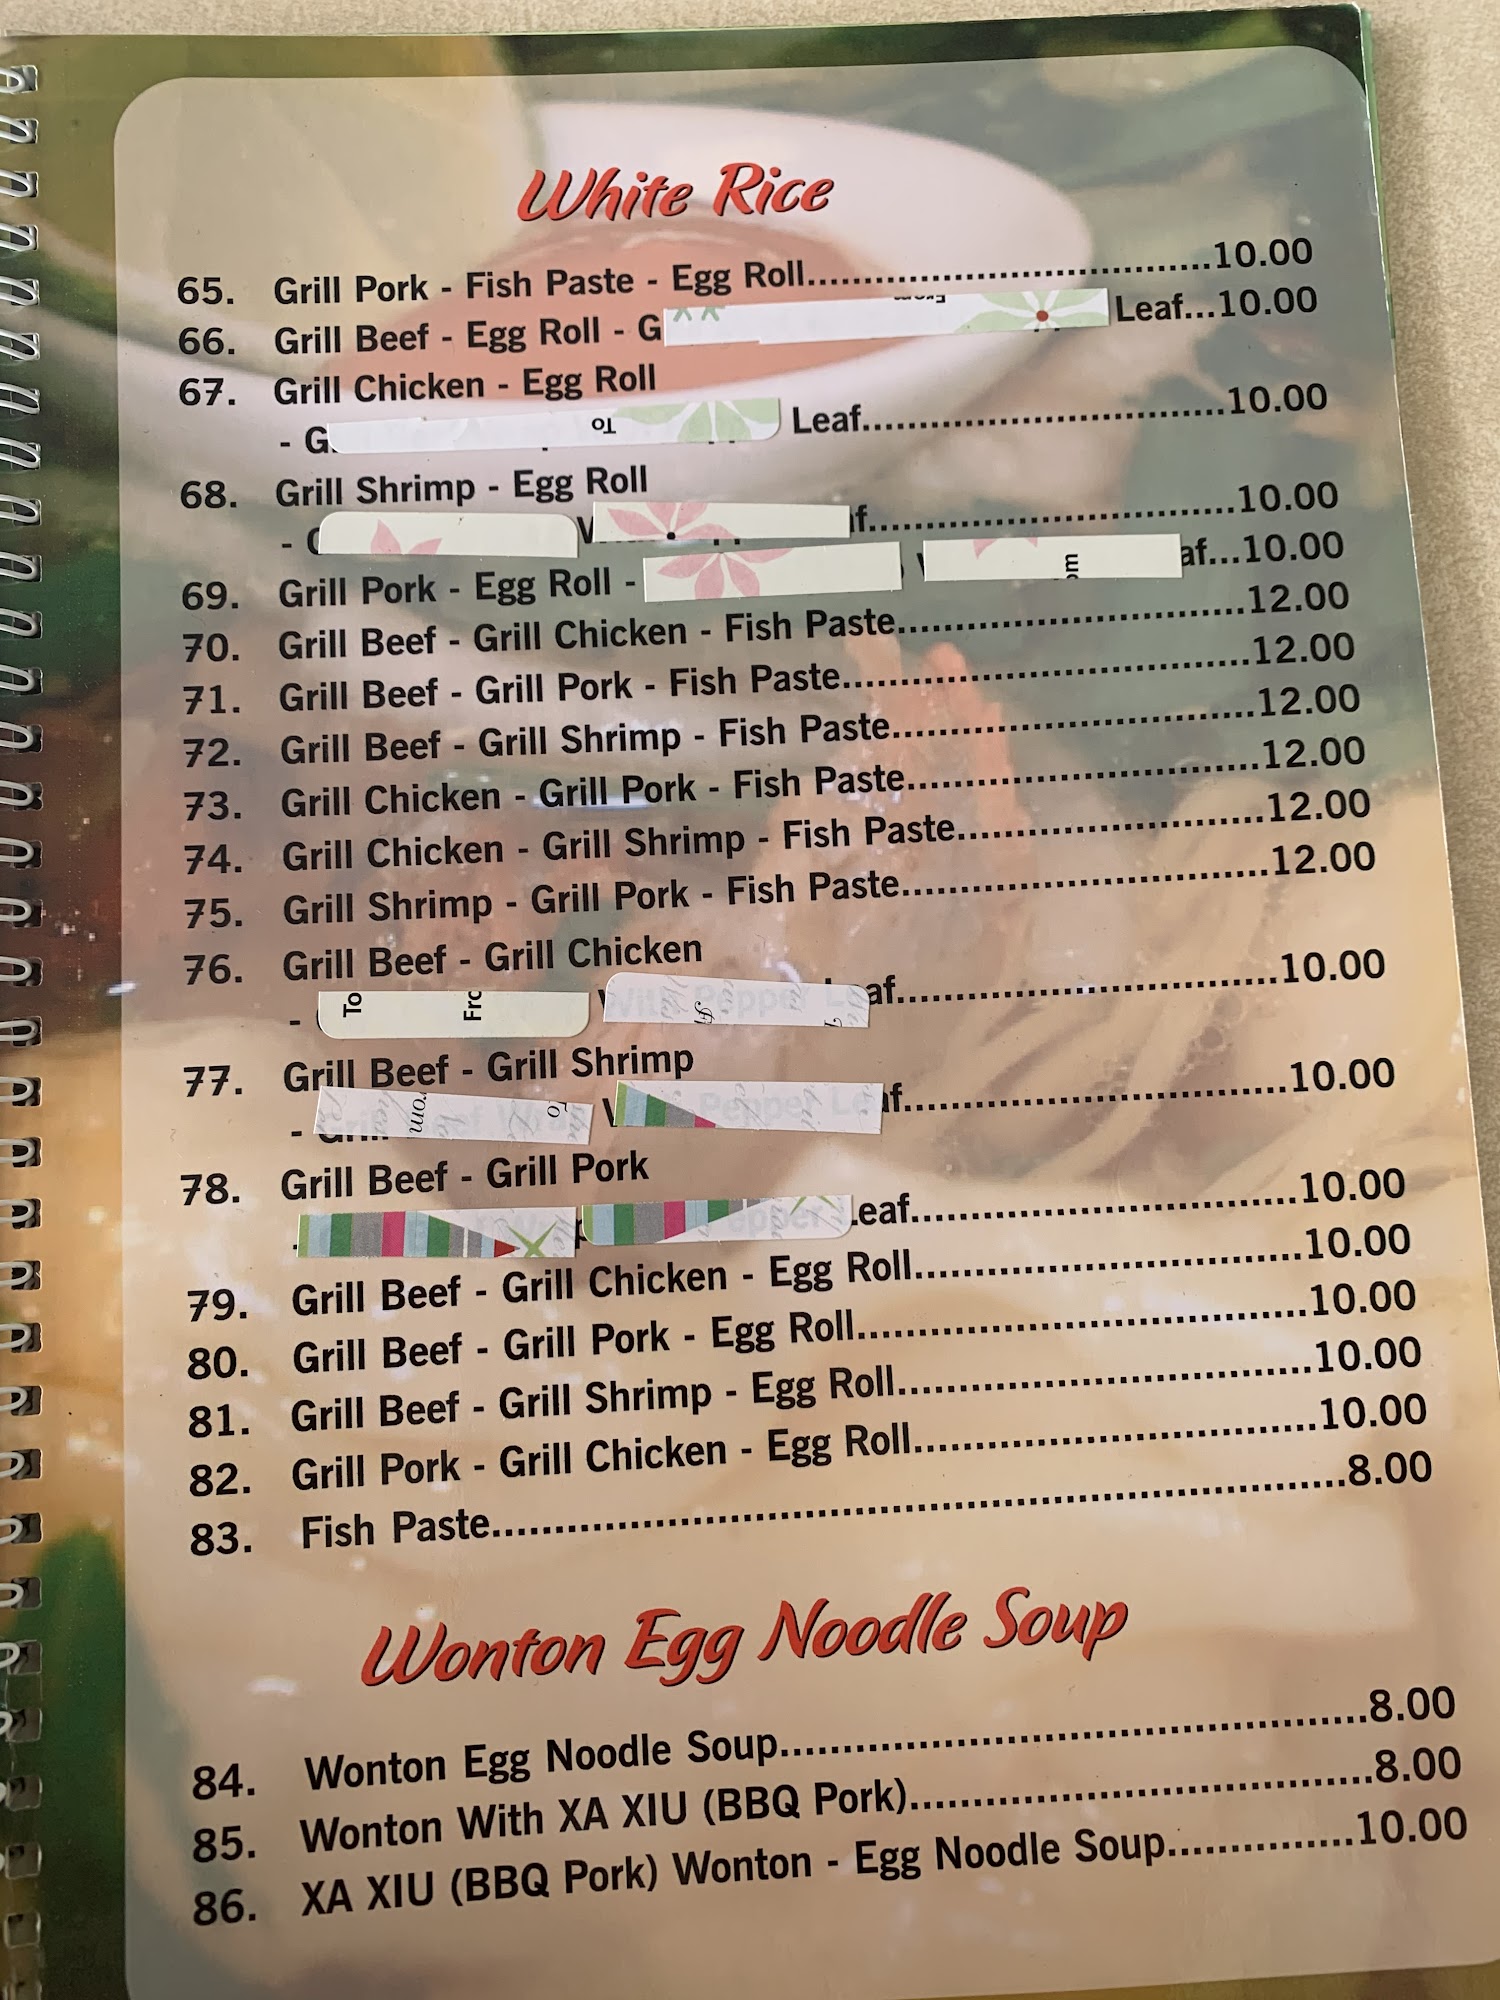 White Rice
65. Grill Pork - Fish Paste - Egg Roll....................................10.00
66. Grill Beef - Egg Roll - G Leaf...10.00
67. Grill Chicken - Egg Roll
- G Leaf................................10.00
To
68. Grill Shrimp - Egg Roll
- ................................10.00
69. Grill Pork - Egg Roll - ...10.00
70. Grill Beef - Grill Chicken - Fish Paste..............................12.00
71. Grill Beef - Grill Pork - Fish Paste...................................12.00
72. Grill Beef - Grill Shrimp - Fish Paste...............................12.00
73. Grill Chicken - Grill Pork - Fish Paste..............................12.00
74. Grill Chicken - Grill Shrimp - Fish Paste...........................12.00
75. Grill Shrimp - Grill Pork - Fish Paste................................12.00
76. Grill Beef - Grill Chicken
- To With Pepper .................................10.00
77. Grill Beef - Grill Shrimp
- To Pepper .................................10.00
78. Grill Beef - Grill Pork
Pepper Leaf.................................10.00
79. Grill Beef - Grill Chicken - Egg Roll.................................10.00
80. Grill Beef - Grill Pork - Egg Roll......................................10.00
81. Grill Beef - Grill Shrimp - Egg Roll...................................10.00
82. Grill Pork - Grill Chicken - Egg Roll..................................10.00
83. Fish Paste.....................................................................8.00
Wonton Egg Noodle Soup
84. Wonton Egg Noodle Soup................................................8.00
85. Wonton With XA XIU (BBQ Pork)......................................8.00
86. XA XIU (BBQ Pork) Wonton - Egg Noodle Soup...............10.00